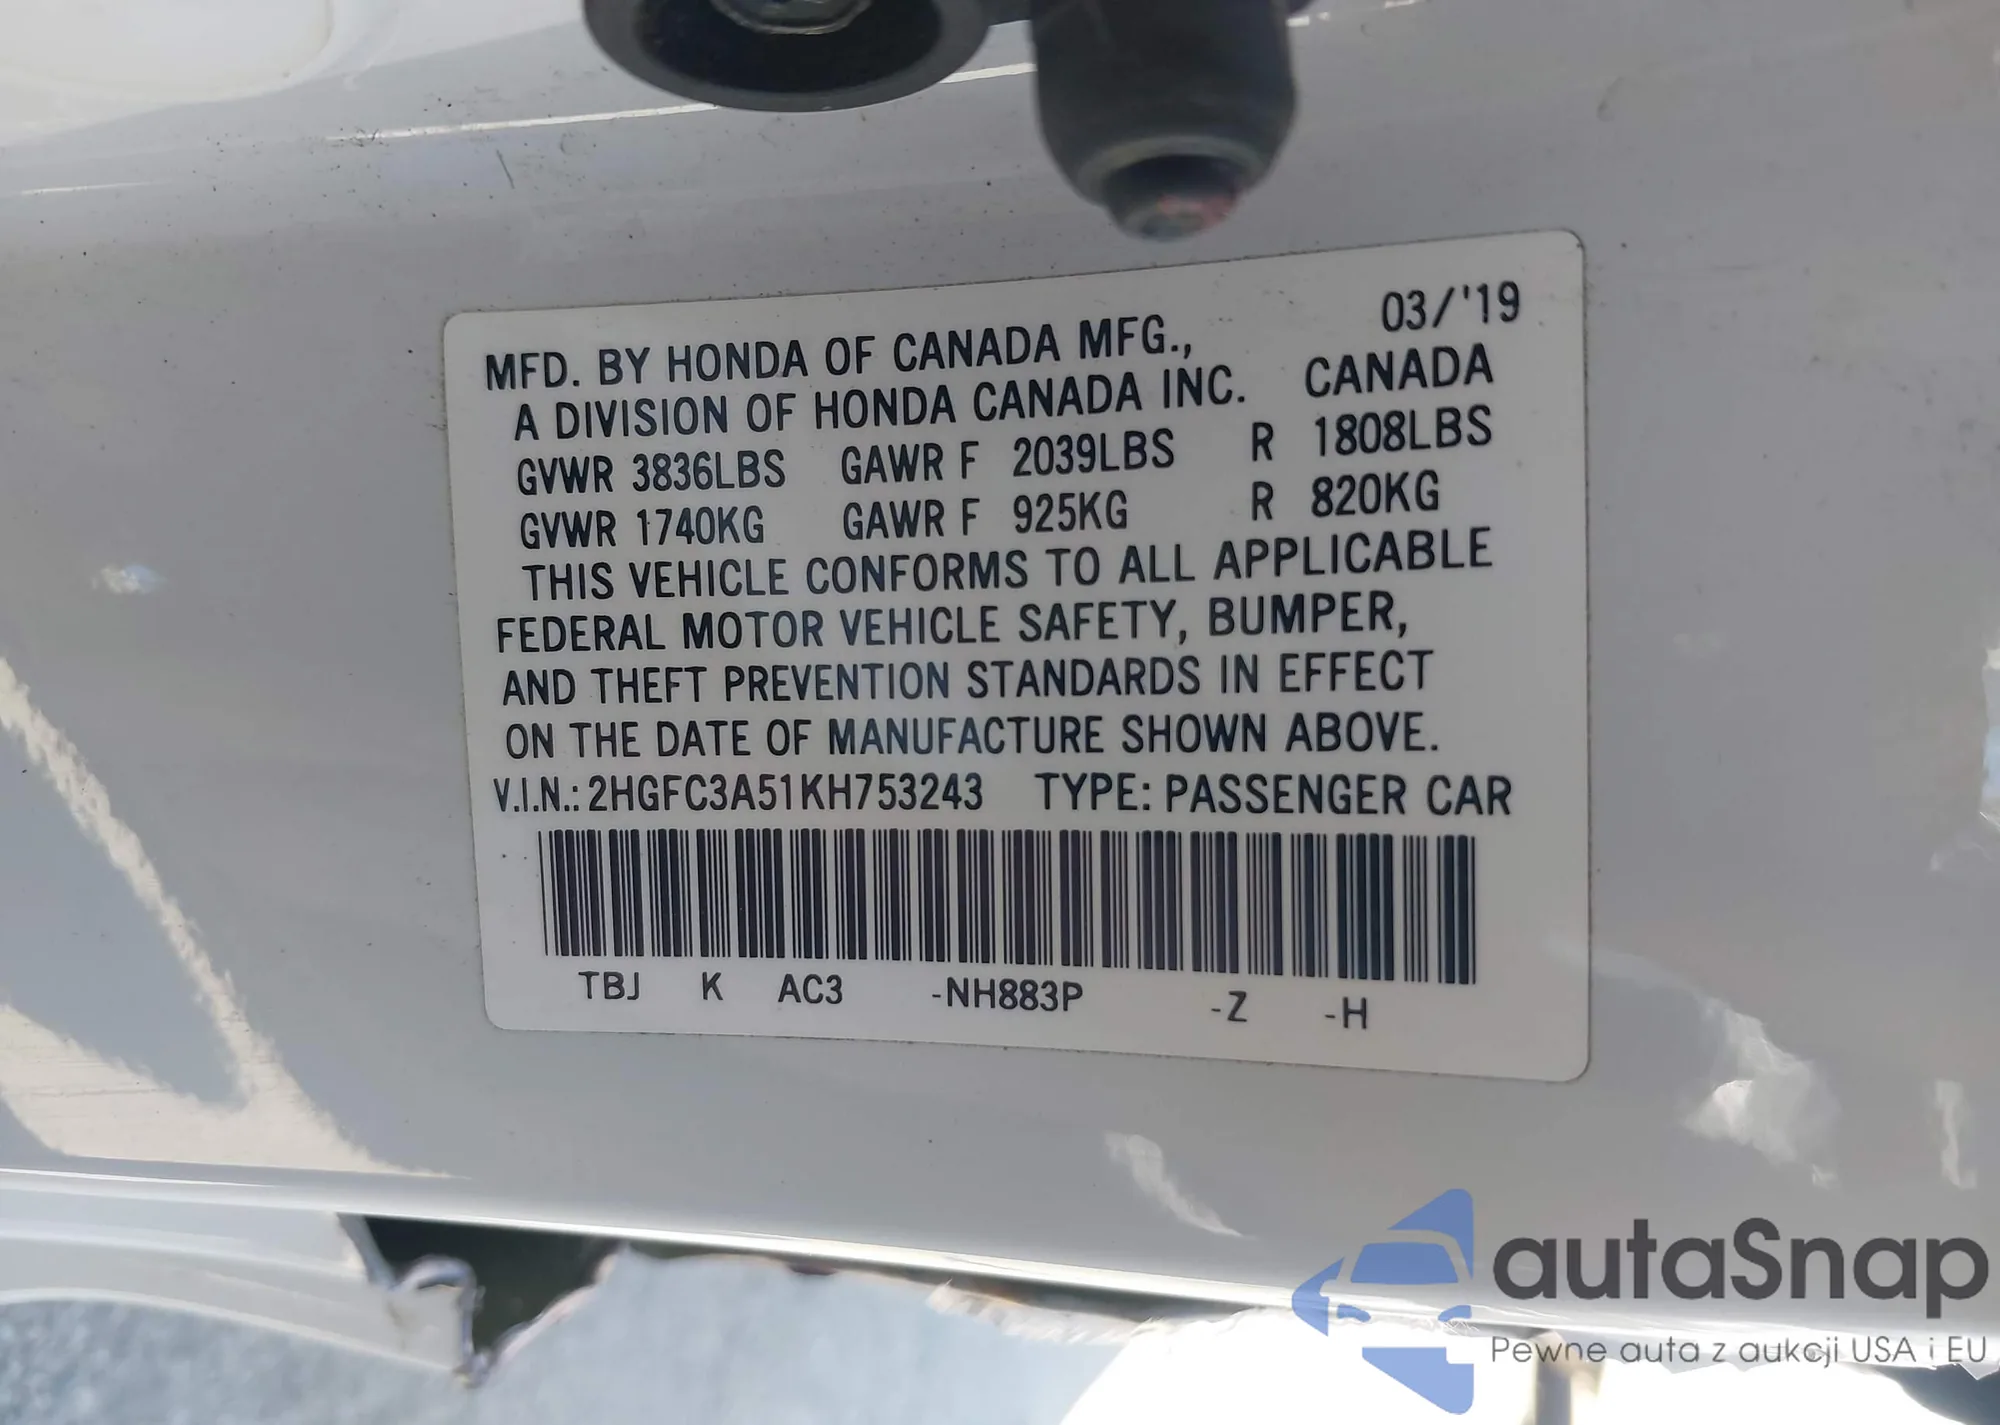 03/'19
MFD. BY HONDA OF CANADA MFG.,
A DIVISION OF HONDA CANADA INC. CANADA
GVWR 3836LBS GAWR F 2039LBS R 1808LBS
GVWR 1740KG GAWR F 925KG R 820KG
THIS VEHICLE CONFORMS TO ALL APPLICABLE
FEDERAL MOTOR VEHICLE SAFETY, BUMPER,
AND THEFT PREVENTION STANDARDS IN EFFECT
ON THE DATE OF MANUFACTURE SHOWN ABOVE.
V.I.N.: 2HGFC3A51KH753243 TYPE: PASSENGER CAR
TBJ K AC3 -NH883P -Z -H
autaSnap
Pewne auta z aukcji USA i EU